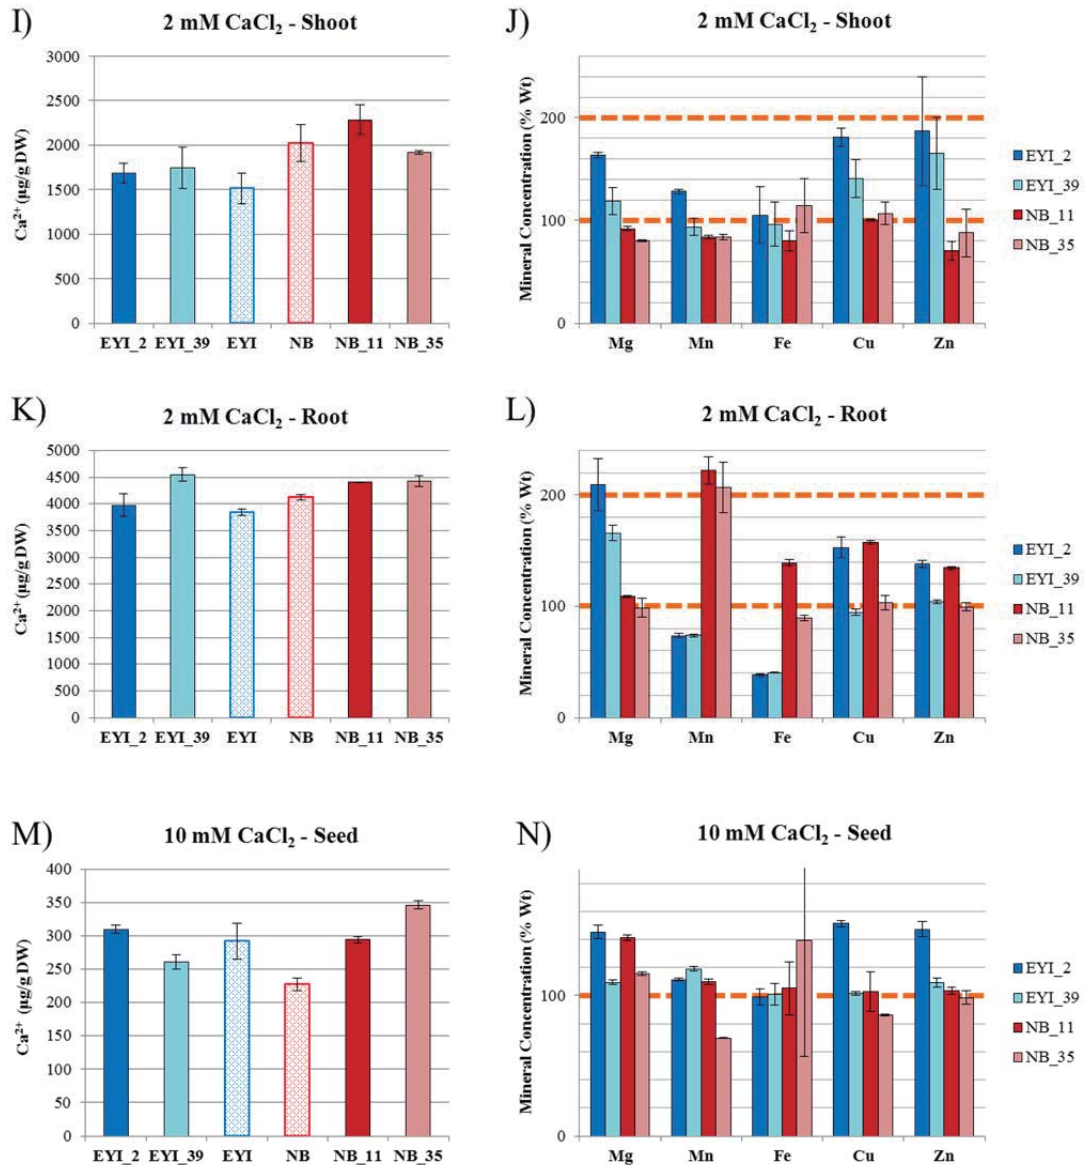 I)
2 mM CaCl₂ - Shoot
Ca²⁺ (µg/g DW)
3000
2500
2000
1500
1000
500
0
EYI_2 EYI_39 EYI NB NB_11 NB_35
J)
2 mM CaCl₂ - Shoot
Mineral Concentration (% Wt)
200
100
0
Mg Mn Fe Cu Zn
EYI_2
EYI_39
NB_11
NB_35
K)
2 mM CaCl₂ - Root
Ca²⁺ (µg/g DW)
5000
4500
4000
3500
3000
2500
2000
1500
1000
500
0
EYI_2 EYI_39 EYI NB NB_11 NB_35
L)
2 mM CaCl₂ - Root
Mineral Concentration (% Wt)
200
100
0
Mg Mn Fe Cu Zn
EYI_2
EYI_39
NB_11
NB_35
M)
10 mM CaCl₂ - Seed
Ca²⁺ (µg/g DW)
400
350
300
250
200
150
100
50
0
EYI_2 EYI_39 EYI NB NB_11 NB_35
N)
10 mM CaCl₂ - Seed
Mineral Concentration (% Wt)
100
0
Mg Mn Fe Cu Zn
EYI_2
EYI_39
NB_11
NB_35